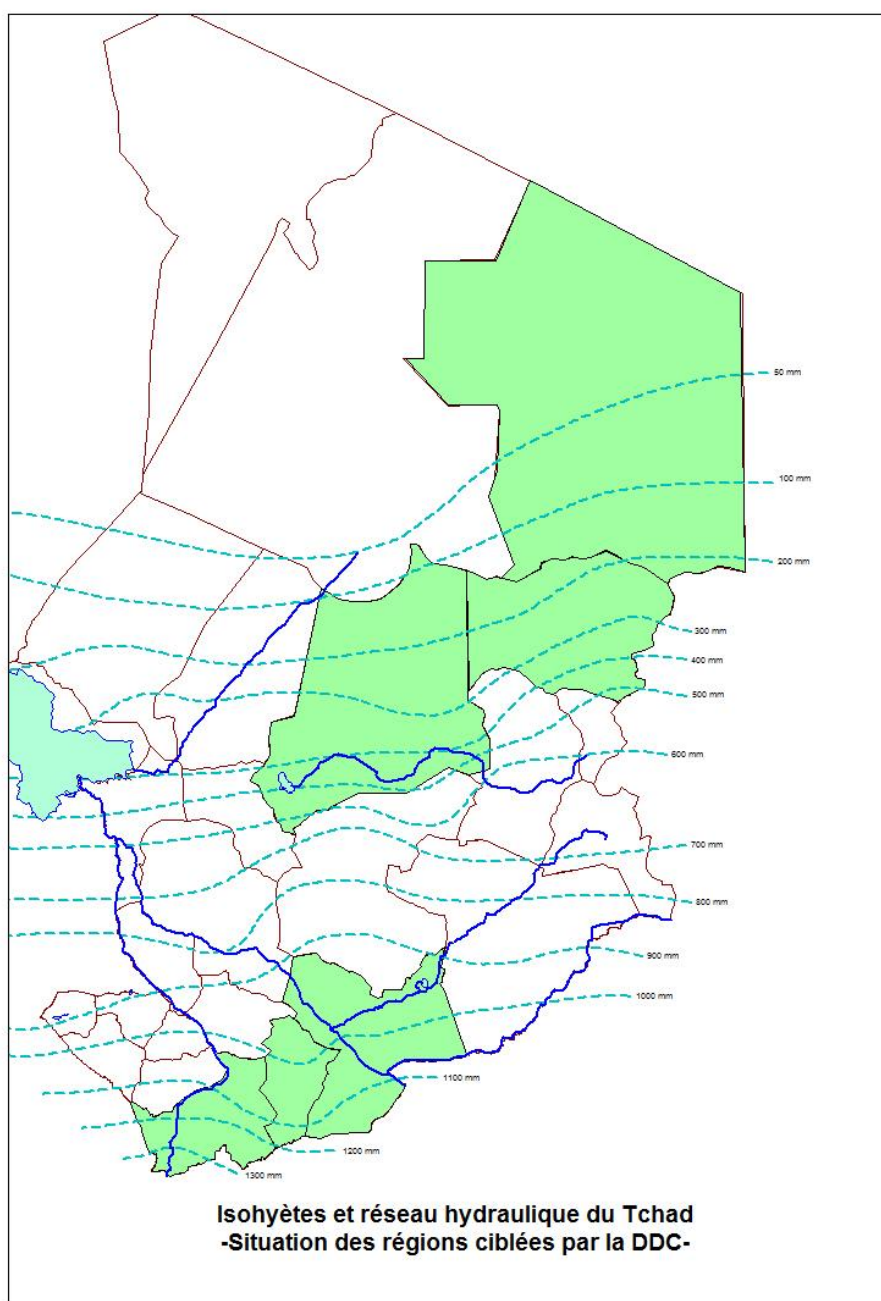 50 mm
100 mm
200 mm
300 mm
400 mm
500 mm
600 mm
700 mm
800 mm
900 mm
1000 mm
1100 mm
1200 mm
1300 mm
Isohyètes et réseau hydraulique du Tchad
-Situation des régions ciblées par la DDC-